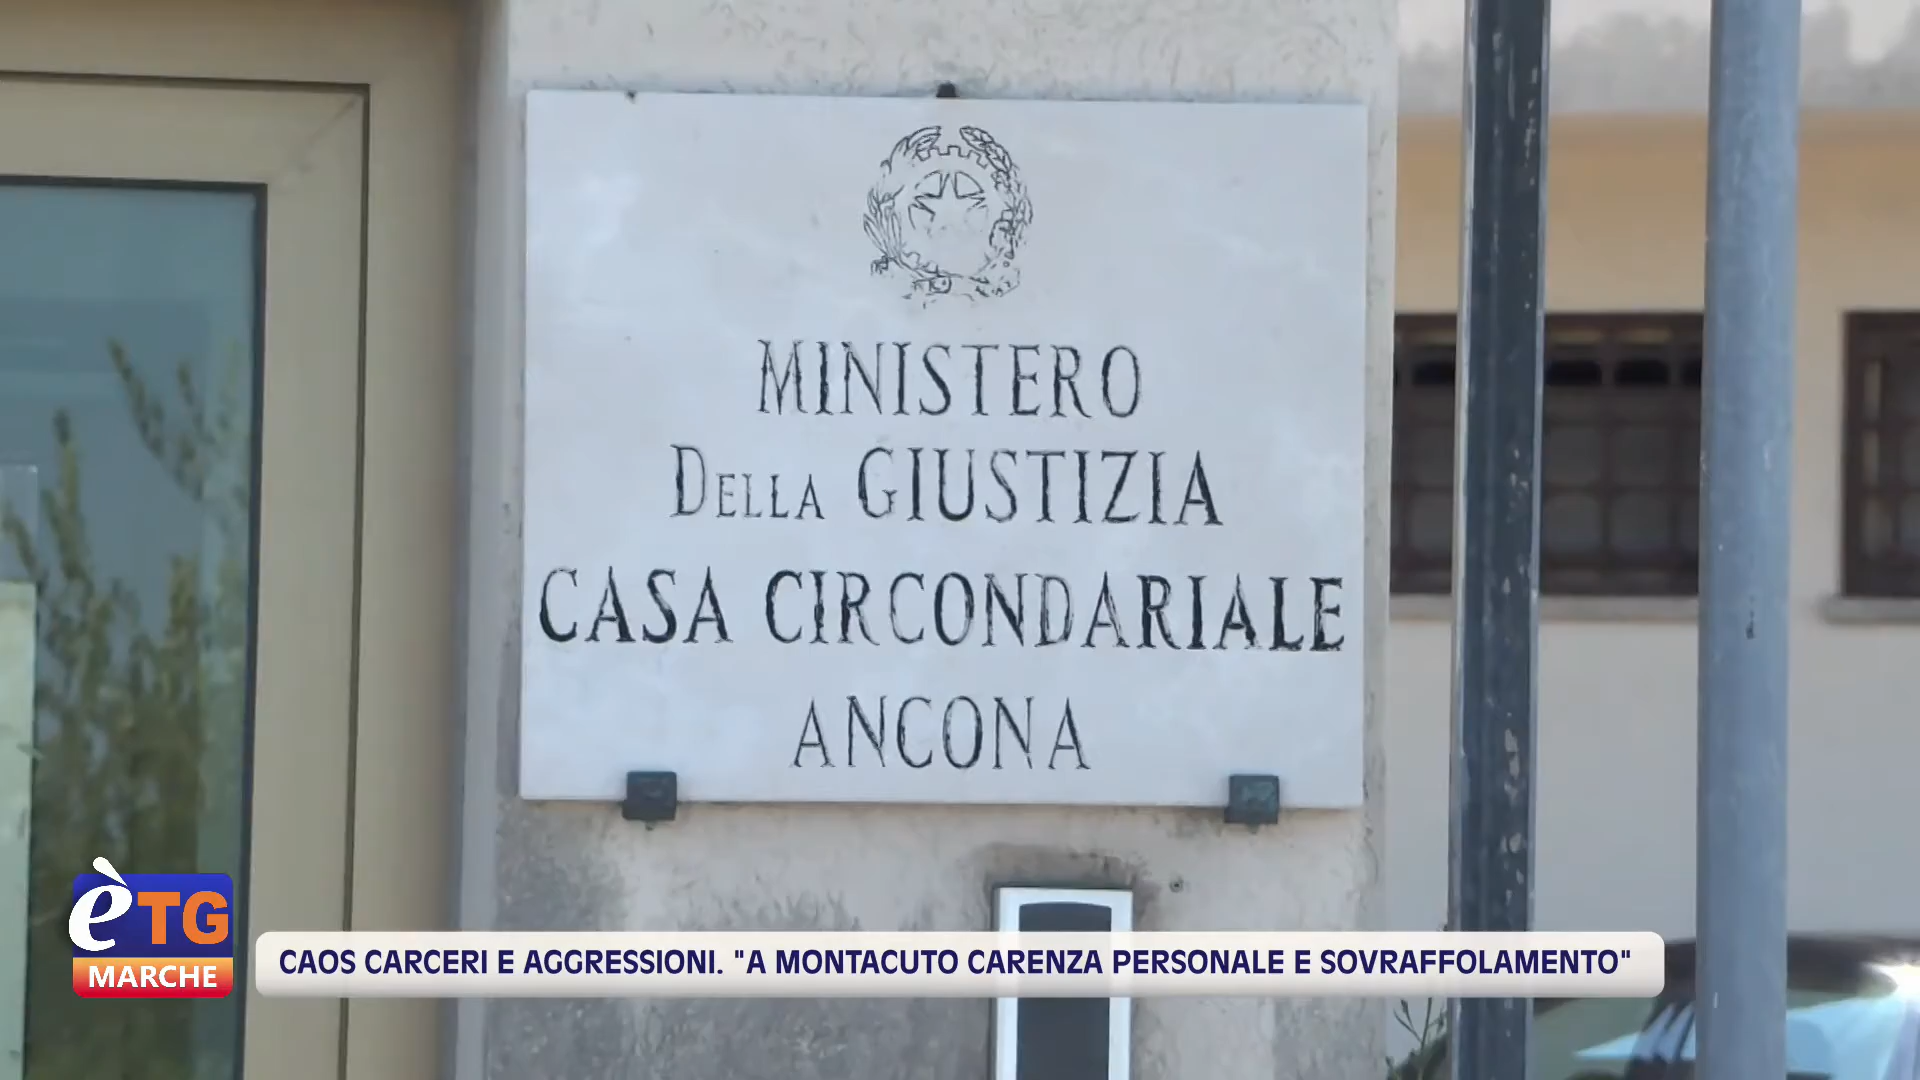 MINISTERO
DELLA GIUSTIZIA
CASA CIRCONDARIALE
ANCONA
èTG
MARCHE
CAOS CARCERI E AGGRESSIONI. "A MONTACUTO CARENZA PERSONALE E SOVRAFFOLAMENTO"